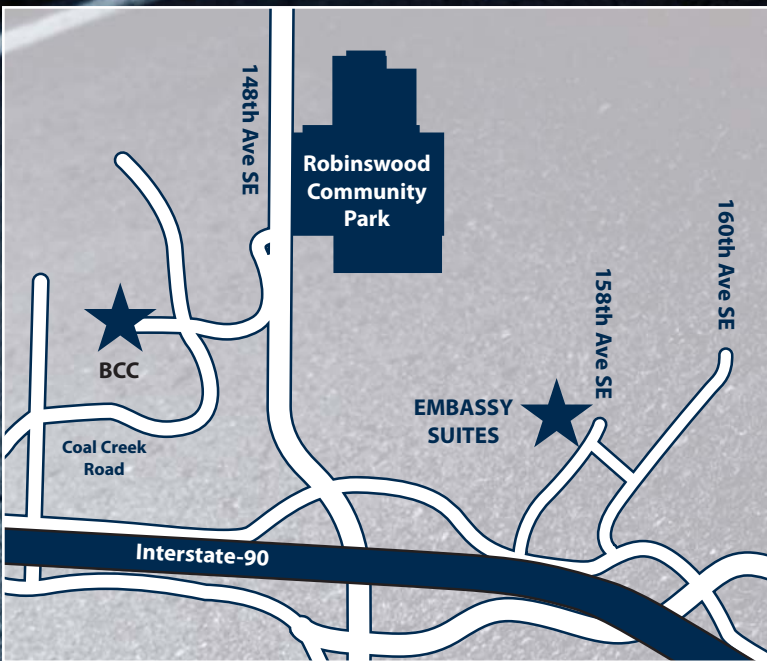 148th Ave SE
Robinswood
Community
Park
160th Ave SE
158th Ave SE
BCC
EMBASSY
SUITES
Coal Creek
Road
Interstate-90